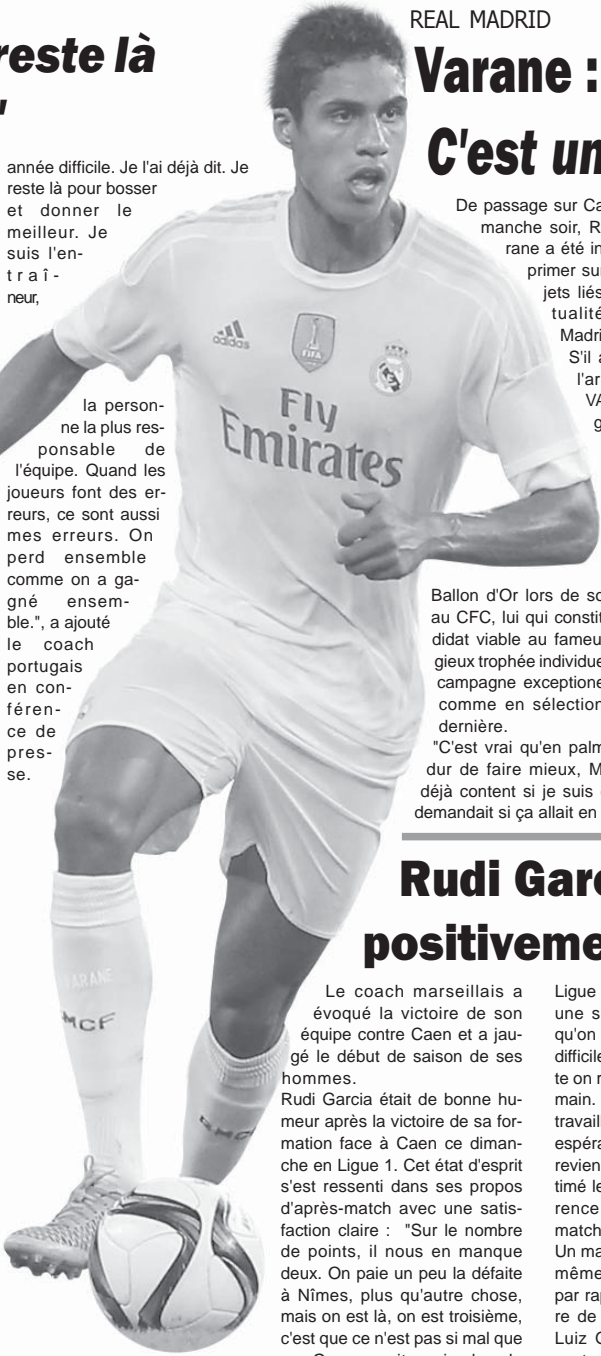 reste là
"
année difficile. Je l'ai déjà dit. Je
reste là pour bosser
et donner le
meilleur. Je
suis l'en-
traî-
neur,
la person-
ne la plus res-
ponsable de
l'équipe. Quand les
joueurs font des er-
reurs, ce sont aussi
mes erreurs. On
perd ensemble
comme on a ga-
gné ensem-
ble.", a ajouté
le coach
portugais
en con-
féren-
ce de
pres-
se.
adidas
FIFA
Fly
Emirates
VARANE
RMCF
RMCF
REAL MADRID
Varane :
C'est un
De passage sur Ca
manche soir, R
rane a été in
primer sur
jets liés
tualité
Madri
S'il a
l'ar
VA
g
Ballon d'Or lors de so
au CFC, lui qui constit
didat viable au fameu
gieux trophée individue
campagne exceptione
comme en sélection
dernière.
"C'est vrai qu'en palm
dur de faire mieux, M
déjà content si je suis
demandait si ça allait en
Rudi Garc
positiveme
Le coach marseillais a
évoqué la victoire de son
équipe contre Caen et a jau-
gé le début de saison de ses
hommes.
Rudi Garcia était de bonne hu-
meur après la victoire de sa for-
mation face à Caen ce diman-
che en Ligue 1. Cet état d'esprit
s'est ressenti dans ses propos
d'après-match avec une satis-
faction claire : "Sur le nombre
de points, il nous en manque
deux. On paie un peu la défaite
à Nîmes, plus qu'autre chose,
mais on est là, on est troisième,
c'est que ce n'est pas si mal que
Ligue
une s
qu'on
difficile
te on r
main.
travaill
espéra
revien
timé le
rence
match
Un ma
même
par rap
re de
Luiz G